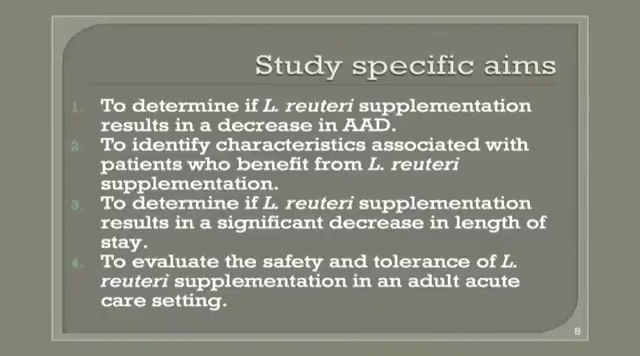 Study specific aims
1. To determine if L. reuteri supplementation
results in a decrease in AAD.
2. To identify characteristics associated with
patients who benefit from L. reuteri
supplementation.
3. To determine if L. reuteri supplementation
results in a significant decrease in length of
stay.
4. To evaluate the safety and tolerance of L.
reuteri supplementation in an adult acute
care setting.
8